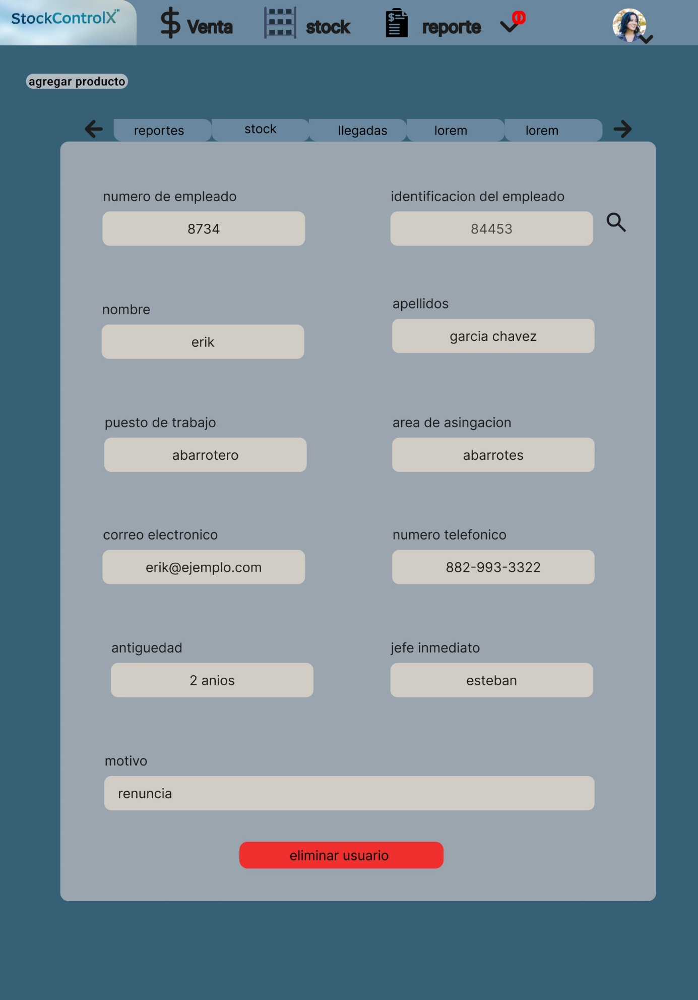 StockControlX™
Venta
stock
reporte
agregar producto
reportes
stock
llegadas
lorem
lorem
numero de empleado
identificacion del empleado
8734
84453
nombre
apellidos
erik
garcia chavez
puesto de trabajo
area de asingacion
abarrotero
abarrotes
correo electronico
numero telefonico
erik@ejemplo.com
882-993-3322
antiguedad
jefe inmediato
2 anios
esteban
motivo
renuncia
eliminar usuario